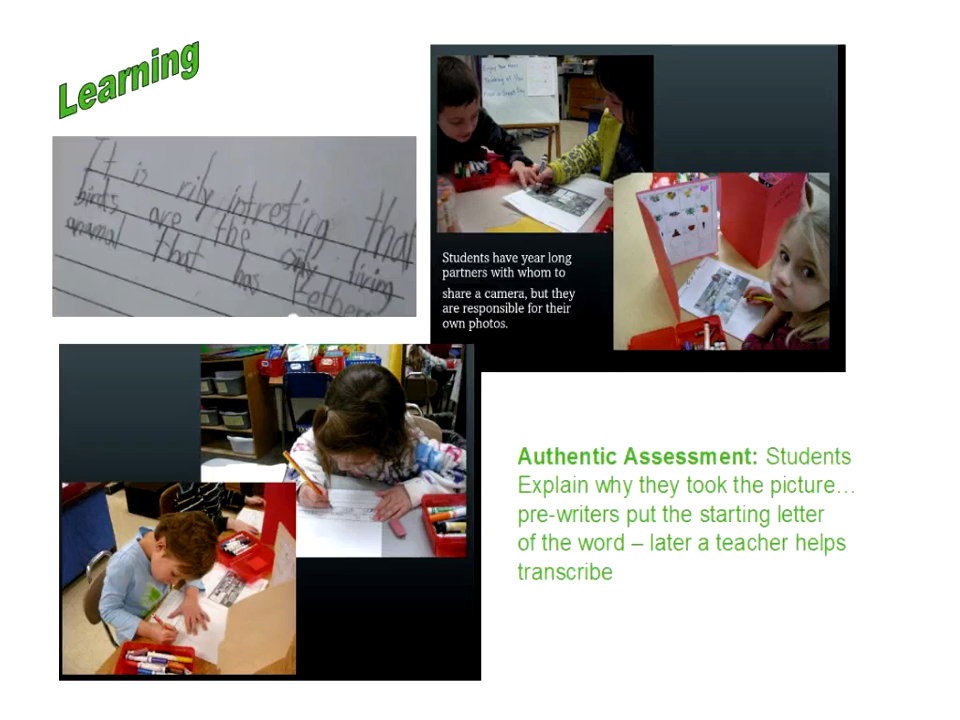 Learning
It is rily intresting that
birds are the only living
anamal that has fethers
Students have year long
partners with whom to
share a camera, but they
are responsible for their
own photos.
Authentic Assessment: Students
Explain why they took the picture…
pre-writers put the starting letter
of the word – later a teacher helps
transcribe